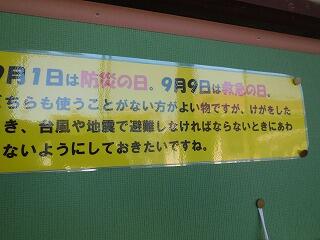 9月1日は防災の日。9月9日は救急の日。
ちらも使うことがない方がよい物ですが、けがをした
き、台風や地震で避難しなければならないときにあわ
ないようにしておきたいですね。